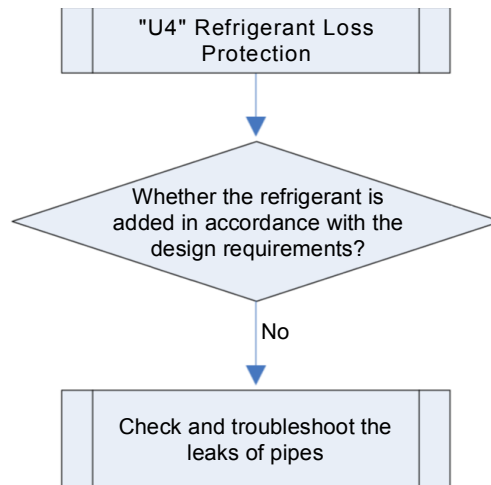 "U4" Refrigerant Loss
Protection
Whether the refrigerant is
added in accordance with the
design requirements?
No
Check and troubleshoot the
leaks of pipes